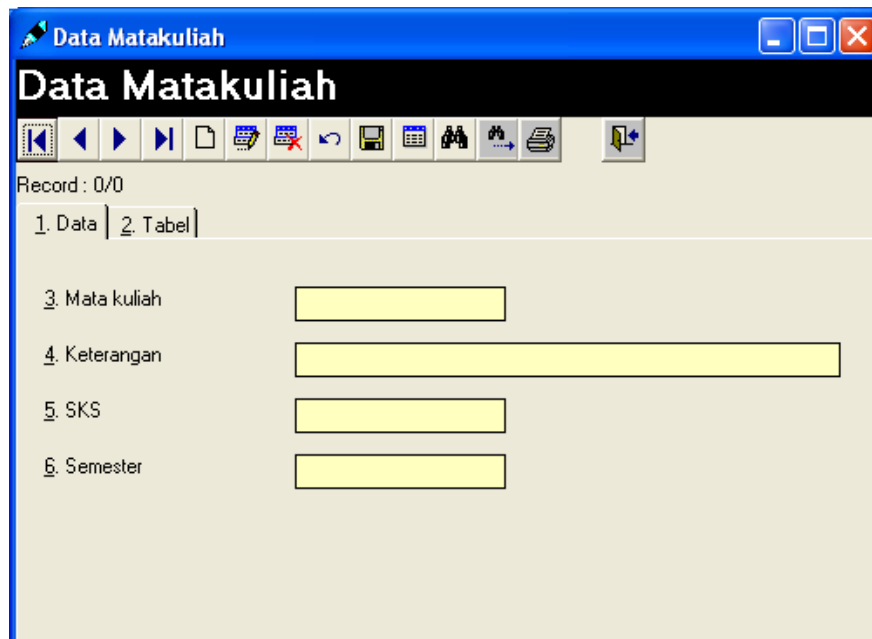 Data Matakuliah
Data Matakuliah
Record : 0/0
1. Data 2. Tabel
3. Mata kuliah
4. Keterangan
5. SKS
6. Semester